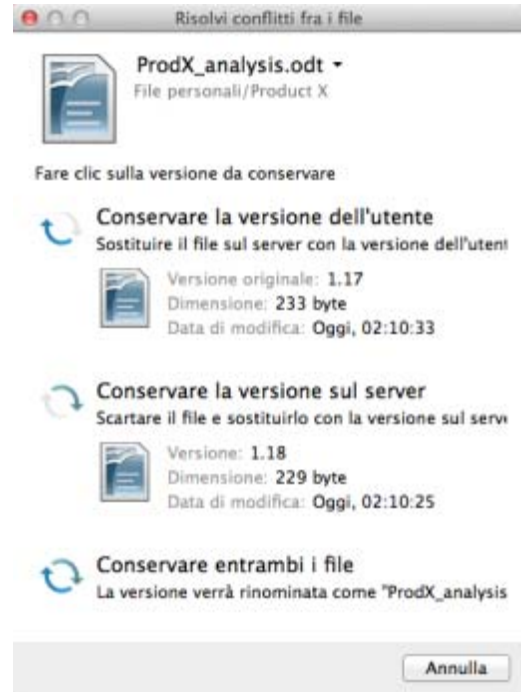 Risolvi conflitti fra i file
ProdX_analysis.odt
File personali/Product X
Fare clic sulla versione da conservare
Conservare la versione dell'utente
Sostituire il file sul server con la versione dell'utent
Versione originale: 1.17
Dimensione: 233 byte
Data di modifica: Oggi, 02:10:33
Conservare la versione sul server
Scartare il file e sostituirlo con la versione sul serv
Versione: 1.18
Dimensione: 229 byte
Data di modifica: Oggi, 02:10:25
Conservare entrambi i file
La versione verrà rinominata come "ProdX_analysis
Annulla